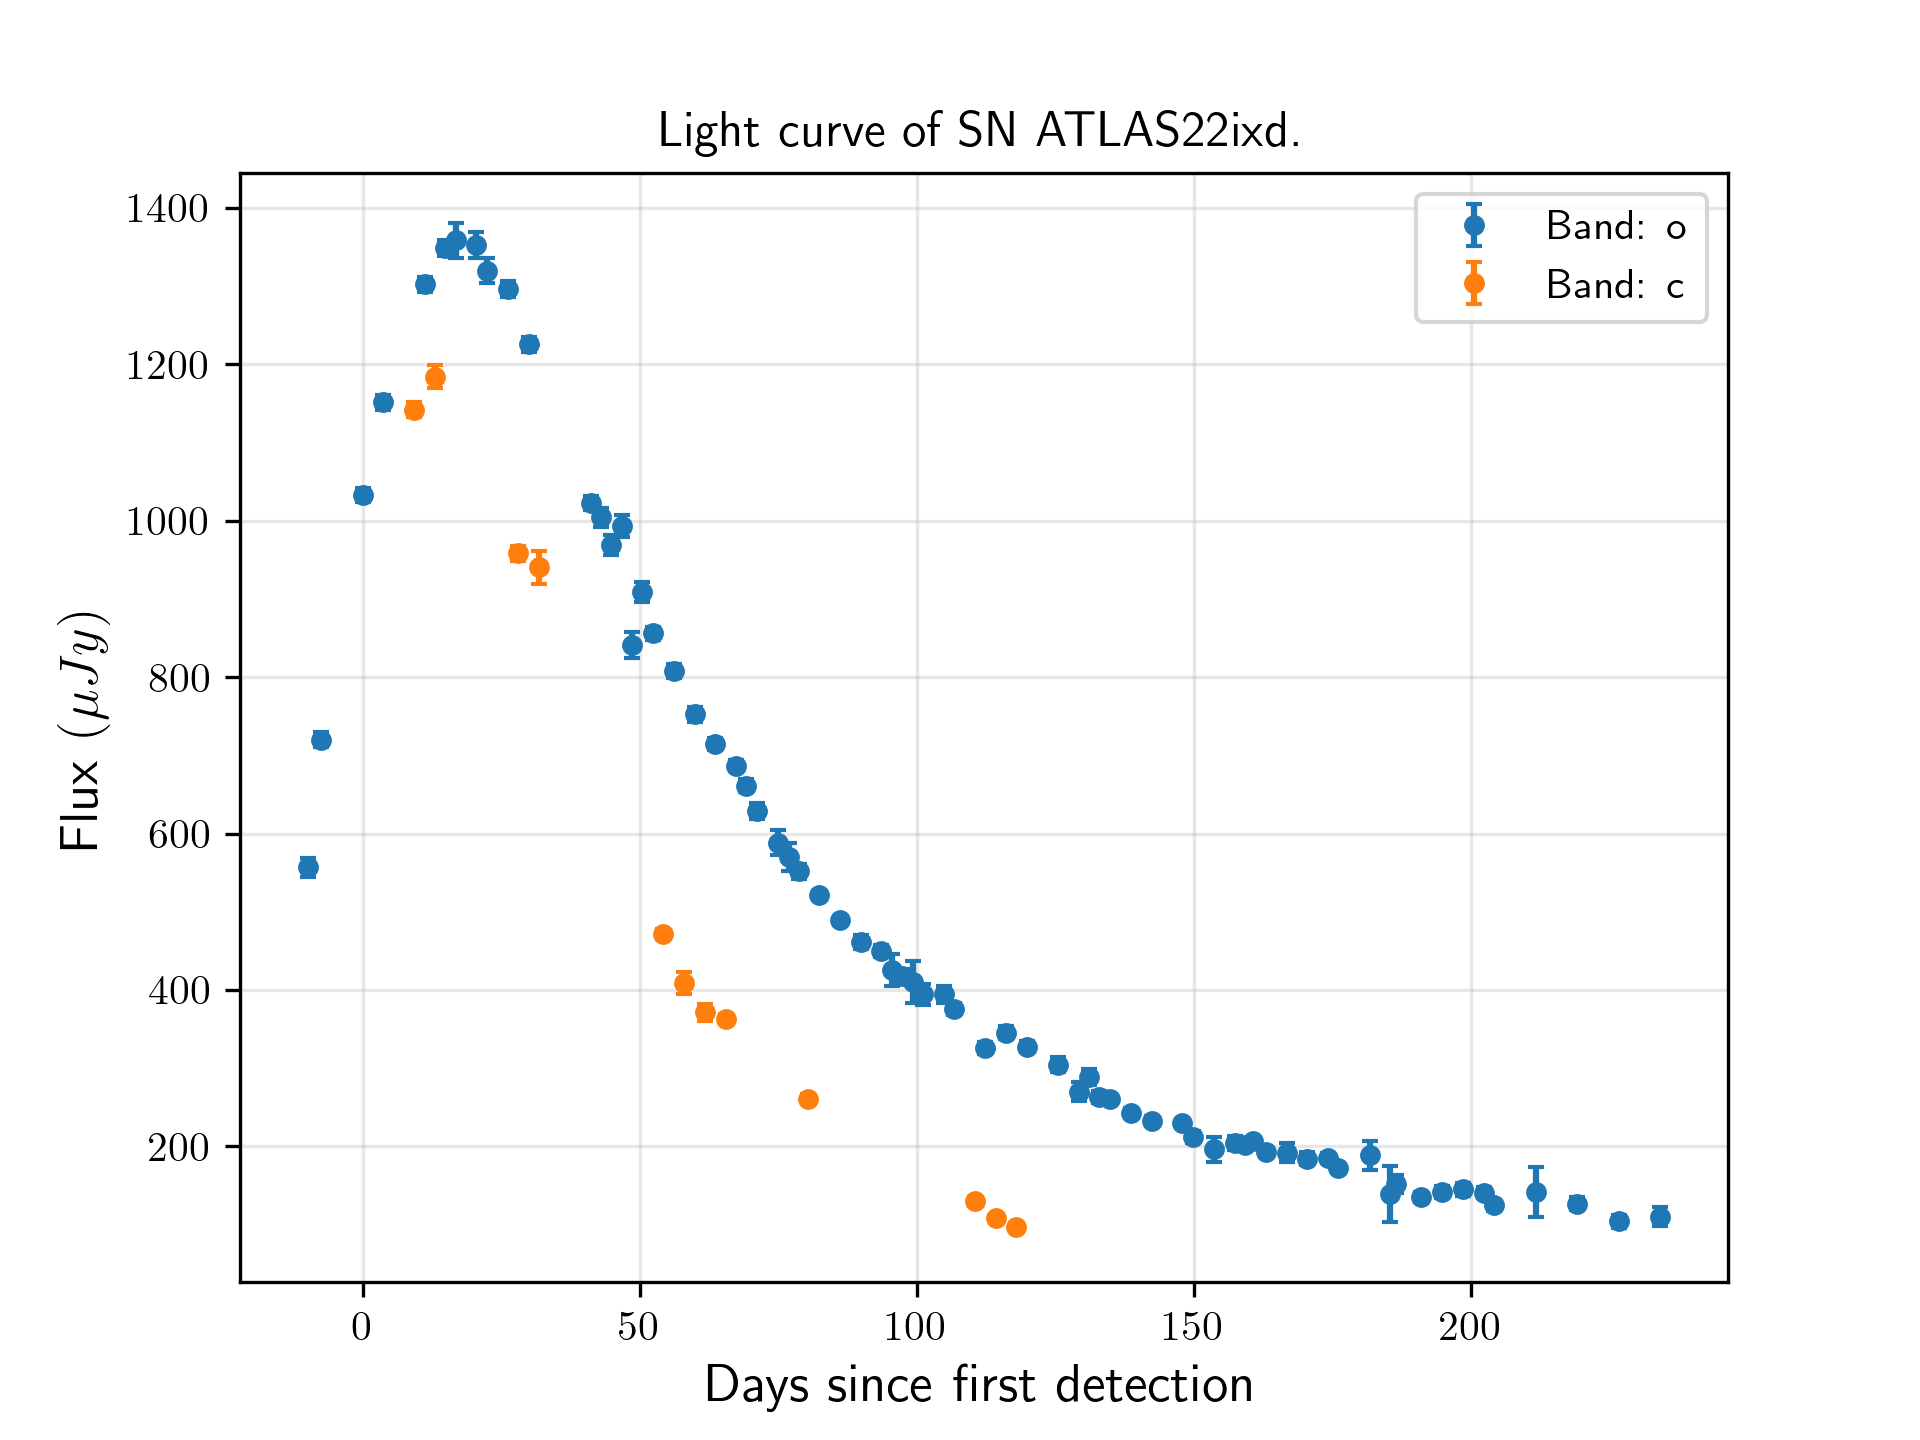 Light curve of SN ATLAS22ixd.
Band: o
Band: c
1400
1200
1000
800
600
400
200
Flux (μJy)
0 50 100 150 200
Days since first detection